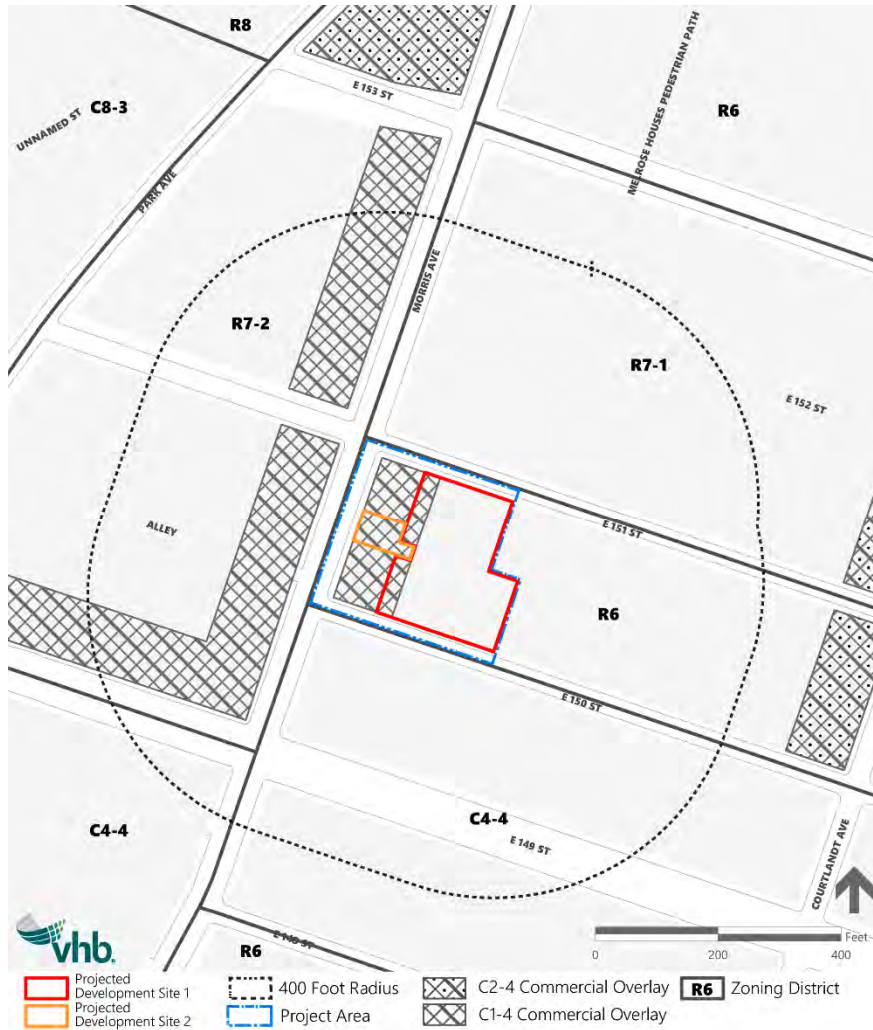 R8
E 153 ST
C8-3
UNNAMED ST
MELROSE HOUSES PEDESTRIAN PATH
R6
PARK AVE
MORRIS AVE
R7-2
R7-1
E 152 ST
ALLEY
E 151 ST
R6
E 150 ST
C4-4
C4-4
E 149 ST
COURTLANDT AVE
R6
E 148 ST
Feet
0 200 400
vhb.
Projected
Development Site 1
Projected
Development Site 2
400 Foot Radius
Project Area
C2-4 Commercial Overlay
C1-4 Commercial Overlay
R6 Zoning District